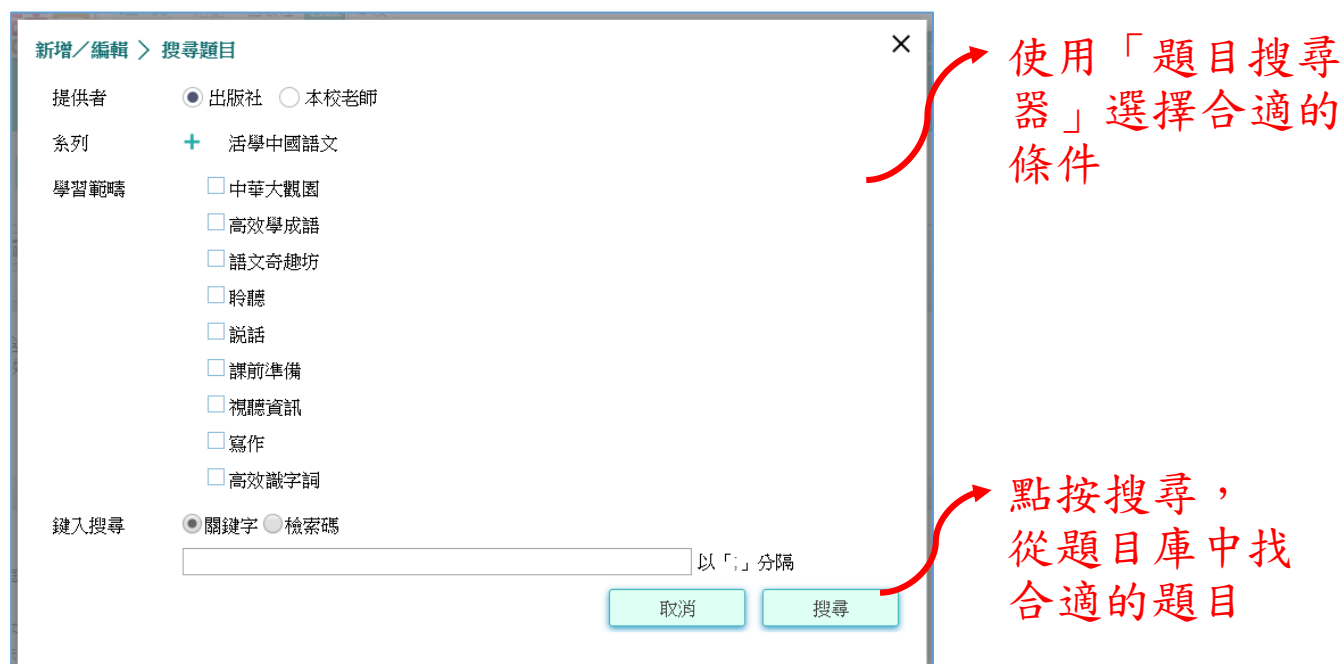 新增／編輯 > 搜尋題目
提供者 出版社 本校老師
系列 + 活學中國語文
學習範疇 中華大觀園
高效學成語
語文奇趣坊
聆聽
説話
課前準備
視聽資訊
寫作
高效識字詞
鍵入搜尋 關鍵字 檢索碼
以「;」分隔
取消 搜尋
使用「題目搜尋
器」選擇合適的
條件
點按搜尋，
從題目庫中找
合適的題目